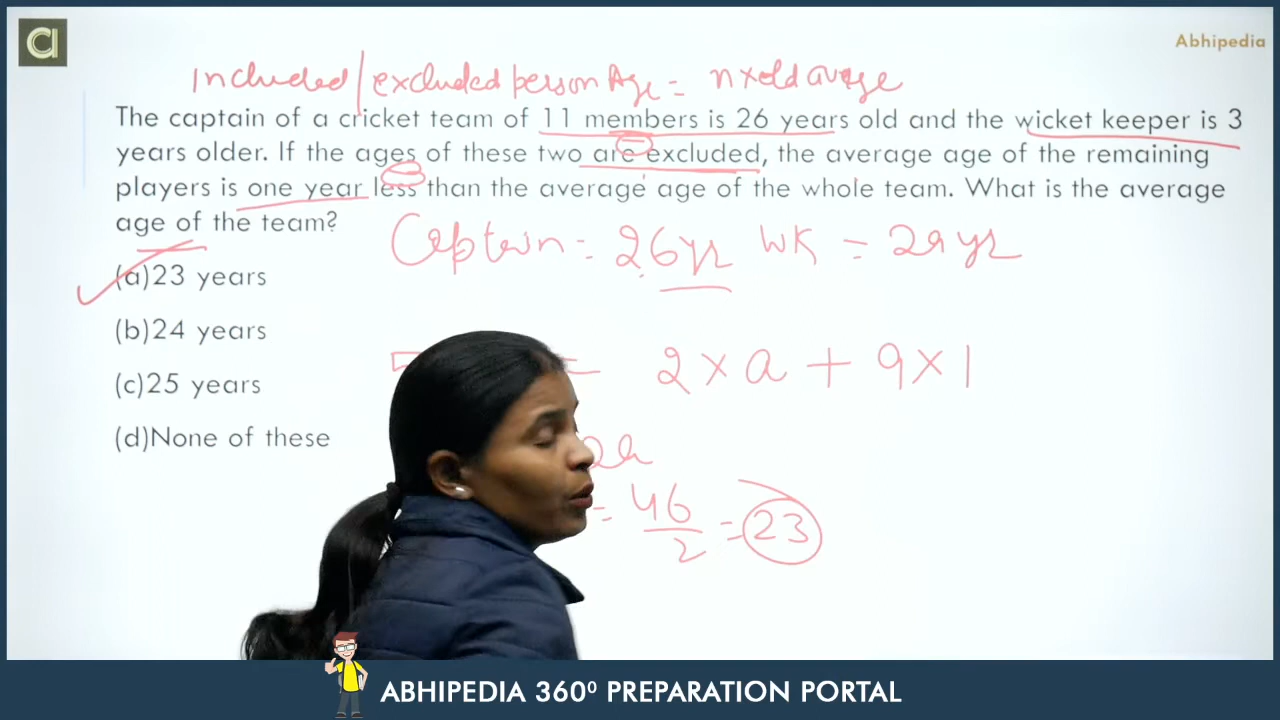 Abhipedia
Included / excluded person Age = n x old average
The captain of a cricket team of 11 members is 26 years old and the wicket keeper is 3
years older. If the ages of these two are excluded, the average age of the remaining
players is one year less than the average age of the whole team. What is the average
age of the team?
Captain = 26yr WK = 29 yr
(a)23 years
(b)24 years
= 2 × a + 9 × 1
(c)25 years
(d)None of these
2a
= 46/2 = 23
ABHIPEDIA 360⁰ PREPARATION PORTAL